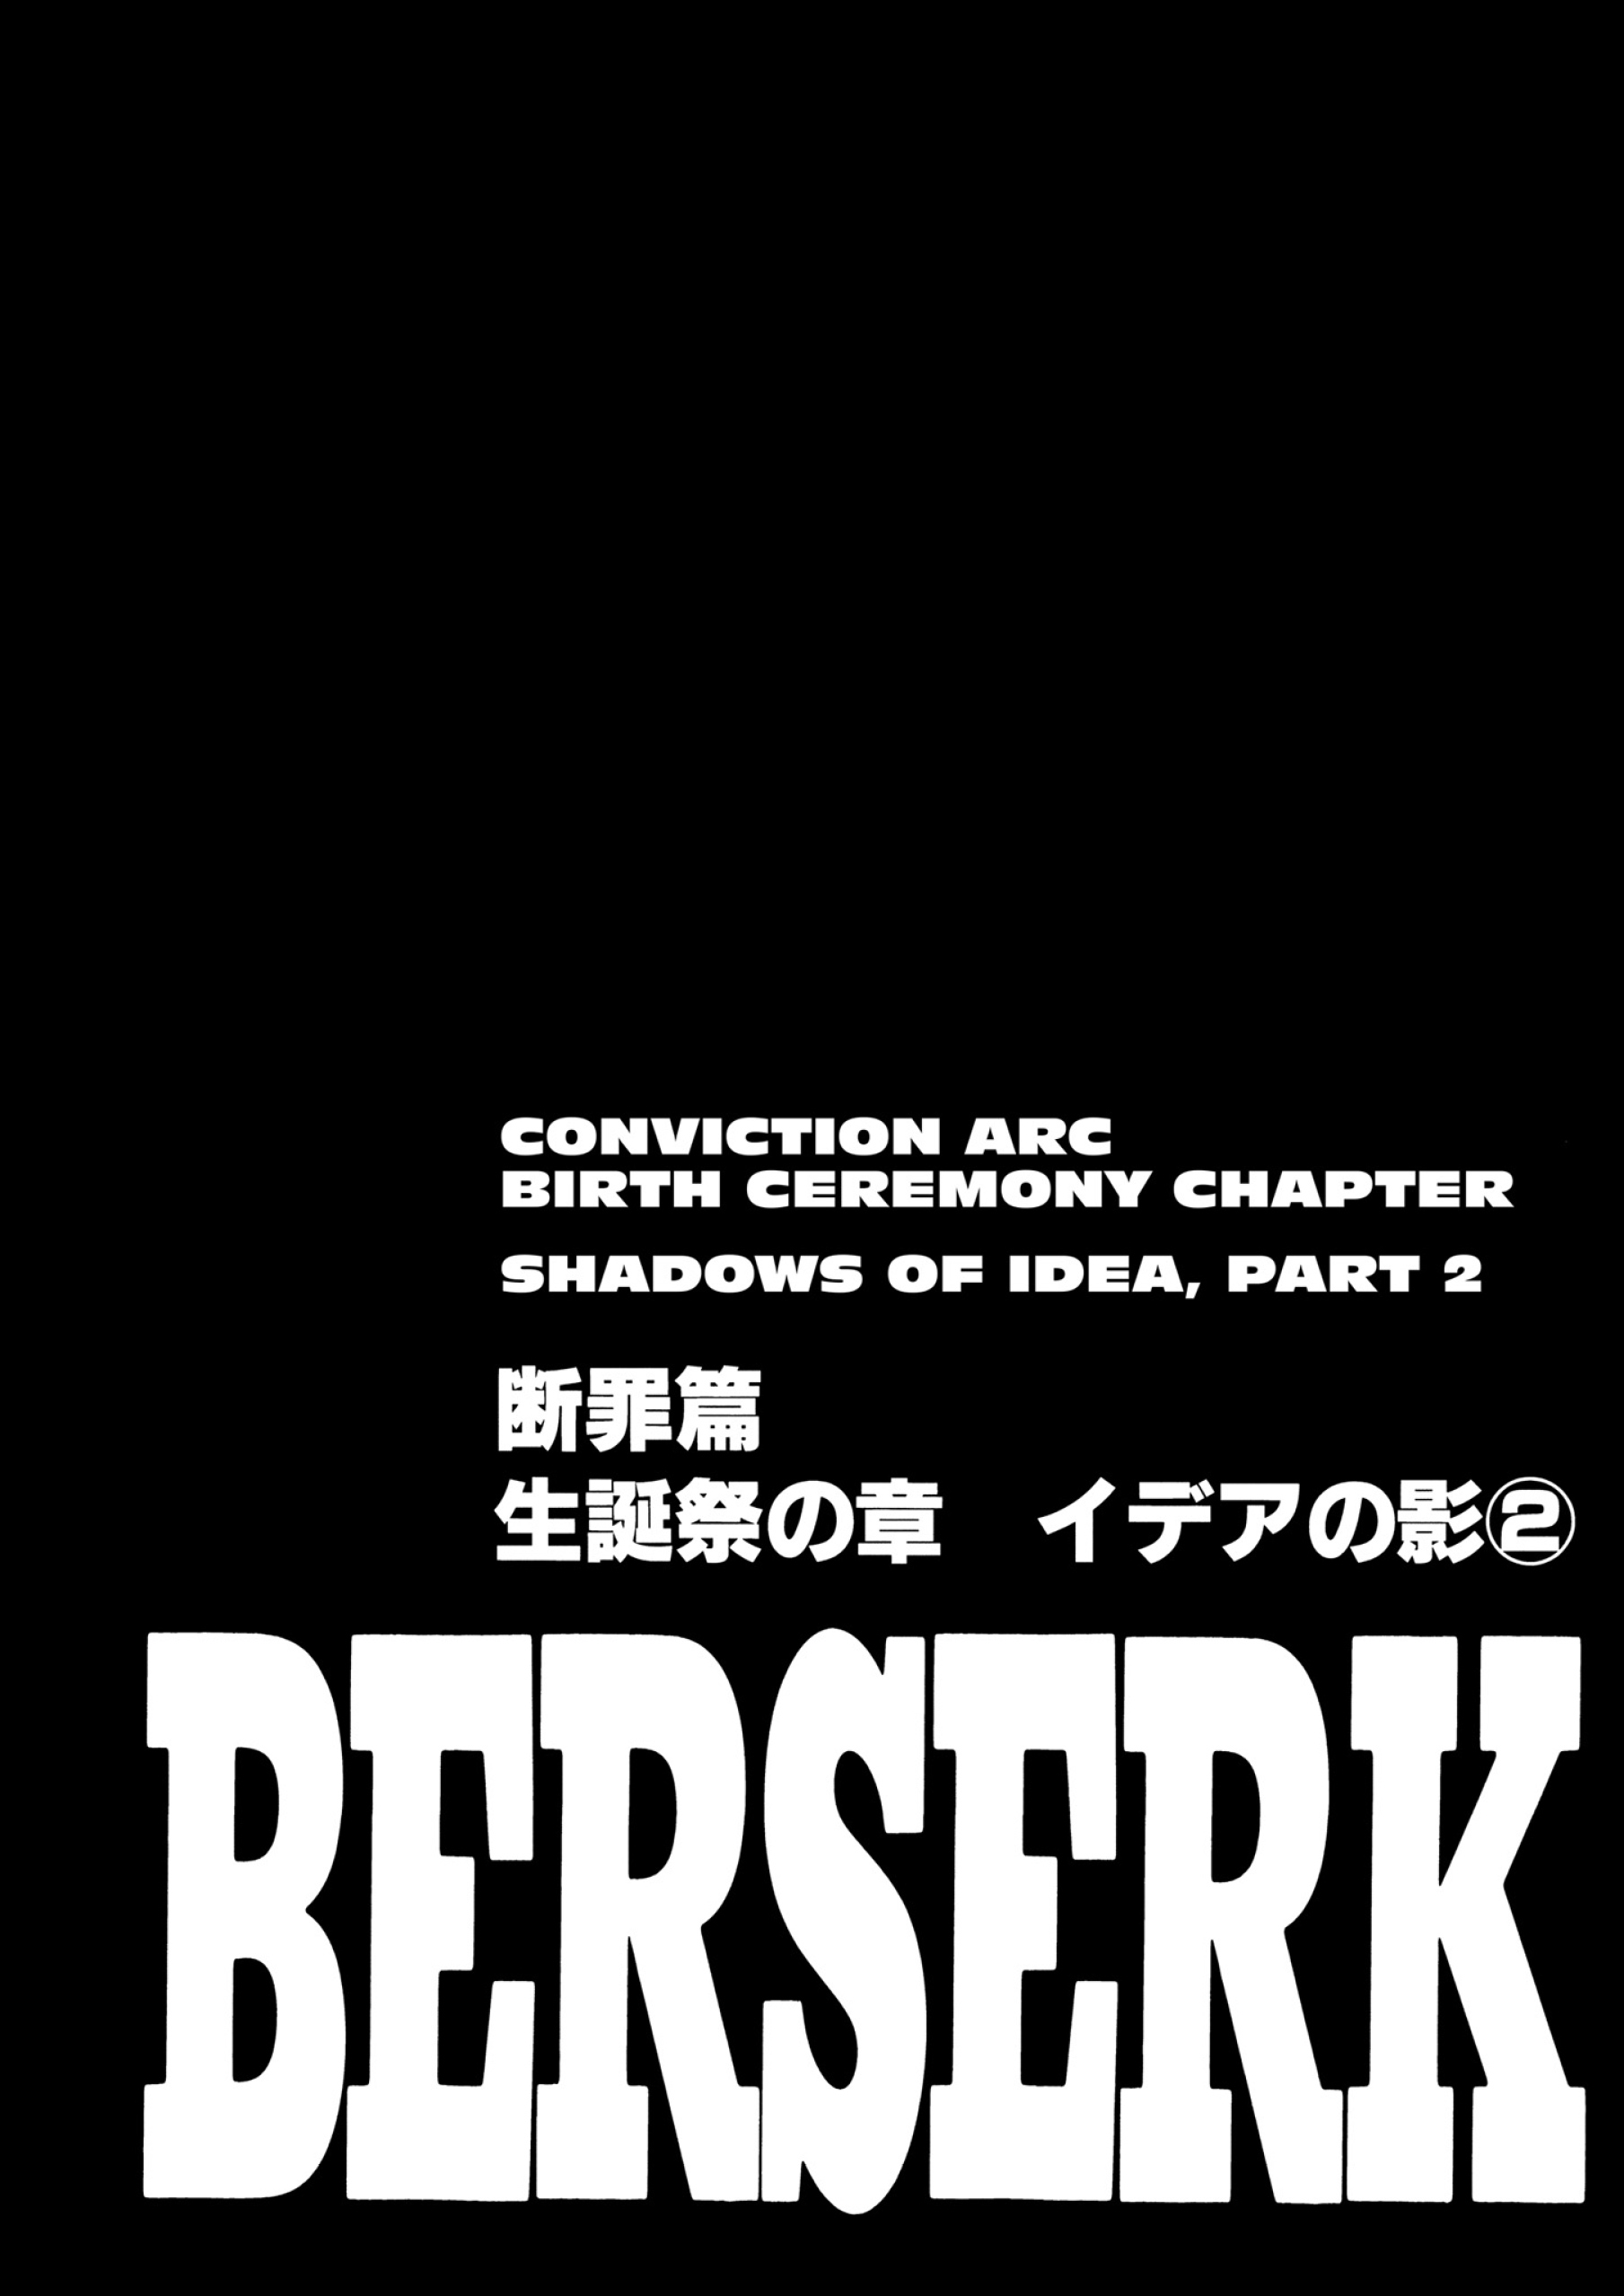 CONVICTION ARC
BIRTH CEREMONY CHAPTER
SHADOWS OF IDEA, PART 2
断罪篇
生誕祭の章　イデアの影②
BERSERK